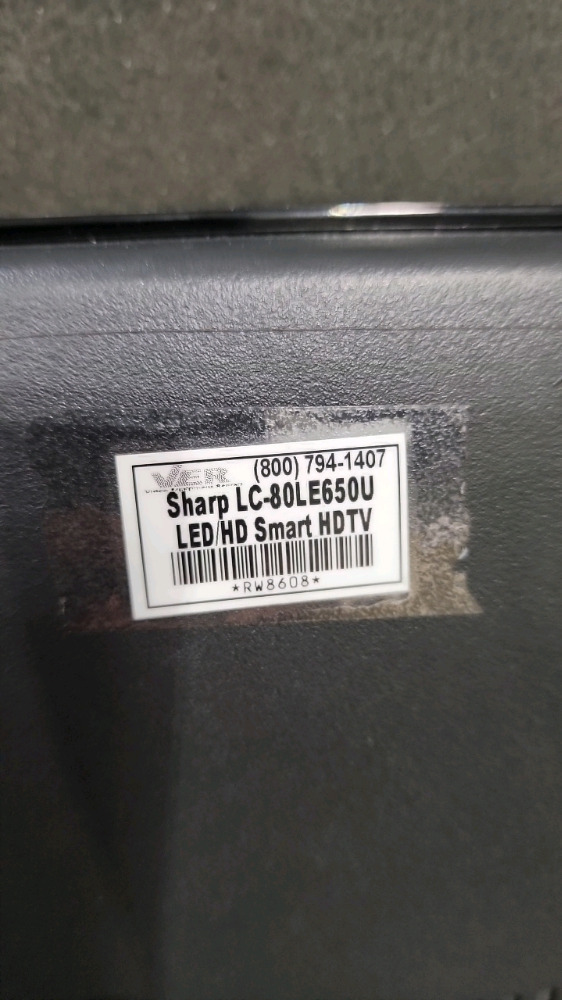 VER (800) 794-1407
Sharp LC-80LE650U
LED/HD Smart HDTV
*RW8608*